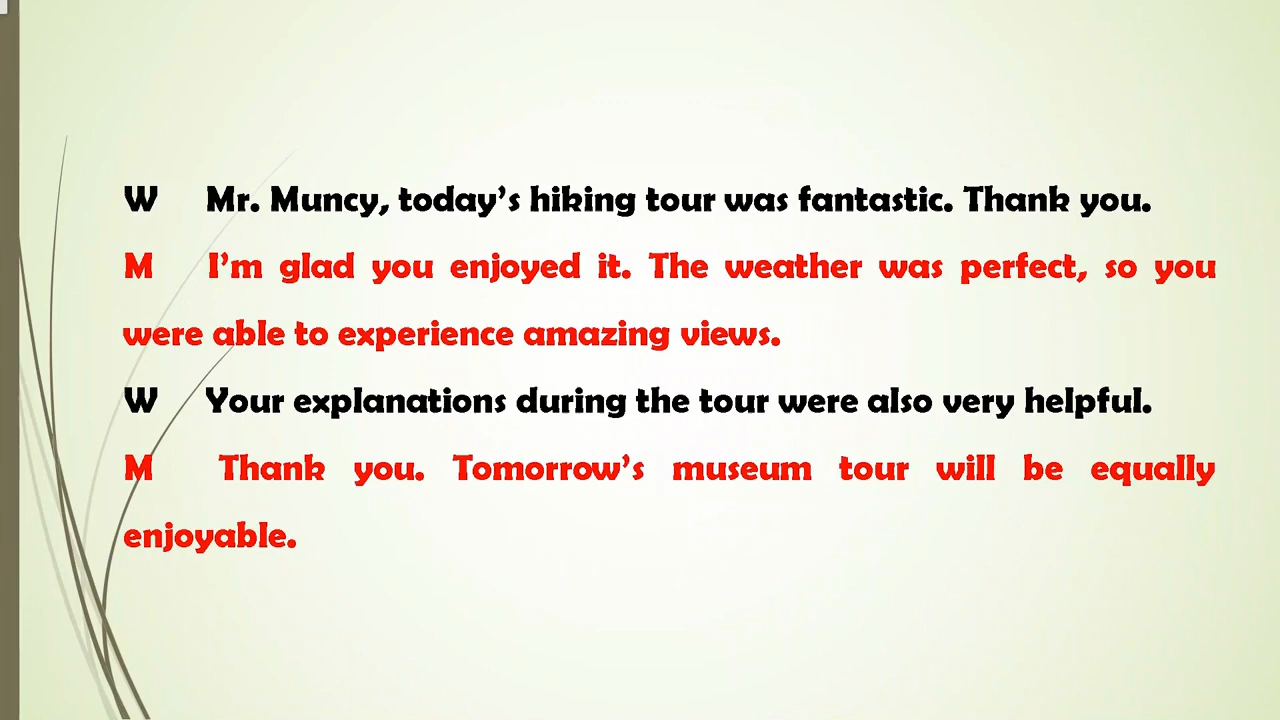 W Mr. Muncy, today’s hiking tour was fantastic. Thank you.
M I’m glad you enjoyed it. The weather was perfect, so you
were able to experience amazing views.
W Your explanations during the tour were also very helpful.
M Thank you. Tomorrow’s museum tour will be equally
enjoyable.